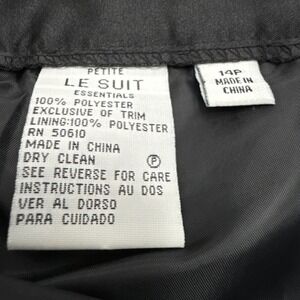 PETITE
LE SUIT
ESSENTIALS
100% POLYESTER
EXCLUSIVE OF TRIM
LINING:100% POLYESTER
RN 50610
MADE IN CHINA
DRY CLEAN Ⓟ
SEE REVERSE FOR CARE
INSTRUCTIONS AU DOS
VER AL DORSO
PARA CUIDADO
14P
MADE IN
CHINA